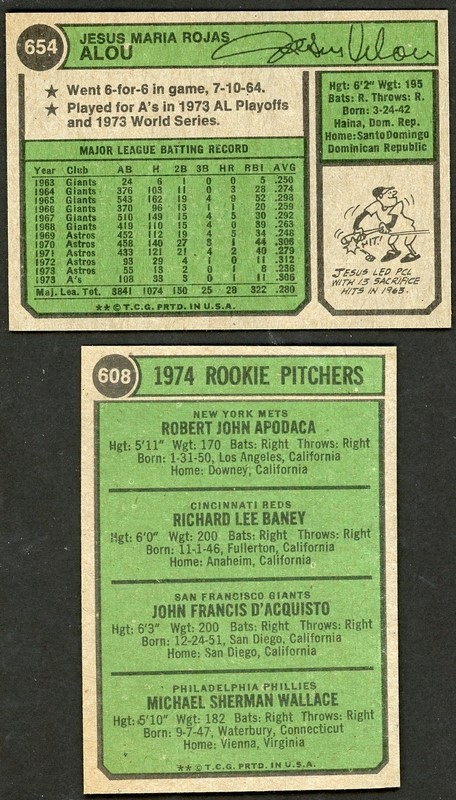 654
JESUS MARIA ROJAS
ALOU
Jesus Alou
★ Went 6-for-6 in game, 7-10-64.
★ Played for A's in 1973 AL Playoffs
and 1973 World Series.
Hgt: 6'2" Wgt: 195
Bats: R. Throws: R.
Born: 3-24-42
Haina, Dom. Rep.
Home: Santo Domingo
Dominican Republic
MAJOR LEAGUE BATTING RECORD
Year Club AB H 2B 3B HR RBI AVG
1963 Giants 24 6 1 0 0 5 .250
1964 Giants 376 103 11 0 3 28 .274
1965 Giants 543 162 19 4 9 52 .298
1966 Giants 370 96 13 1 1 20 .259
1967 Giants 510 149 15 4 5 30 .292
1968 Giants 419 110 15 4 0 39 .263
1969 Astros 452 112 19 4 5 34 .248
1970 Astros 458 140 27 3 1 44 .306
1971 Astros 433 121 21 4 2 40 .279
1972 Astros 93 29 4 1 0 11 .312
1973 Astros 55 13 2 0 1 8 .236
1973 A's 108 33 3 0 1 11 .306
Maj. Lea. Tot. 3841 1074 150 25 28 322 .280
** © T.C.G. PRTD. IN U.S.A.
HIT!
JESUS LED PCL
WITH 13 SACRIFICE
HITS IN 1963.
608
1974 ROOKIE PITCHERS
NEW YORK METS
ROBERT JOHN APODACA
Hgt: 5'11" Wgt: 170 Bats: Right Throws: Right
Born: 1-31-50, Los Angeles, California
Home: Downey, California
CINCINNATI REDS
RICHARD LEE BANEY
Hgt: 6'0" Wgt: 200 Bats: Right Throws: Right
Born: 11-1-46, Fullerton, California
Home: Anaheim, California
SAN FRANCISCO GIANTS
JOHN FRANCIS D'ACQUISTO
Hgt: 6'3" Wgt: 200 Bats: Right Throws: Right
Born: 12-24-51, San Diego, California
Home: San Diego, California
PHILADELPHIA PHILLIES
MICHAEL SHERMAN WALLACE
Hgt: 5'10" Wgt: 182 Bats: Right Throws: Right
Born: 9-7-47, Waterbury, Connecticut
Home: Vienna, Virginia
** © T.C.G. PRTD. IN U.S.A.